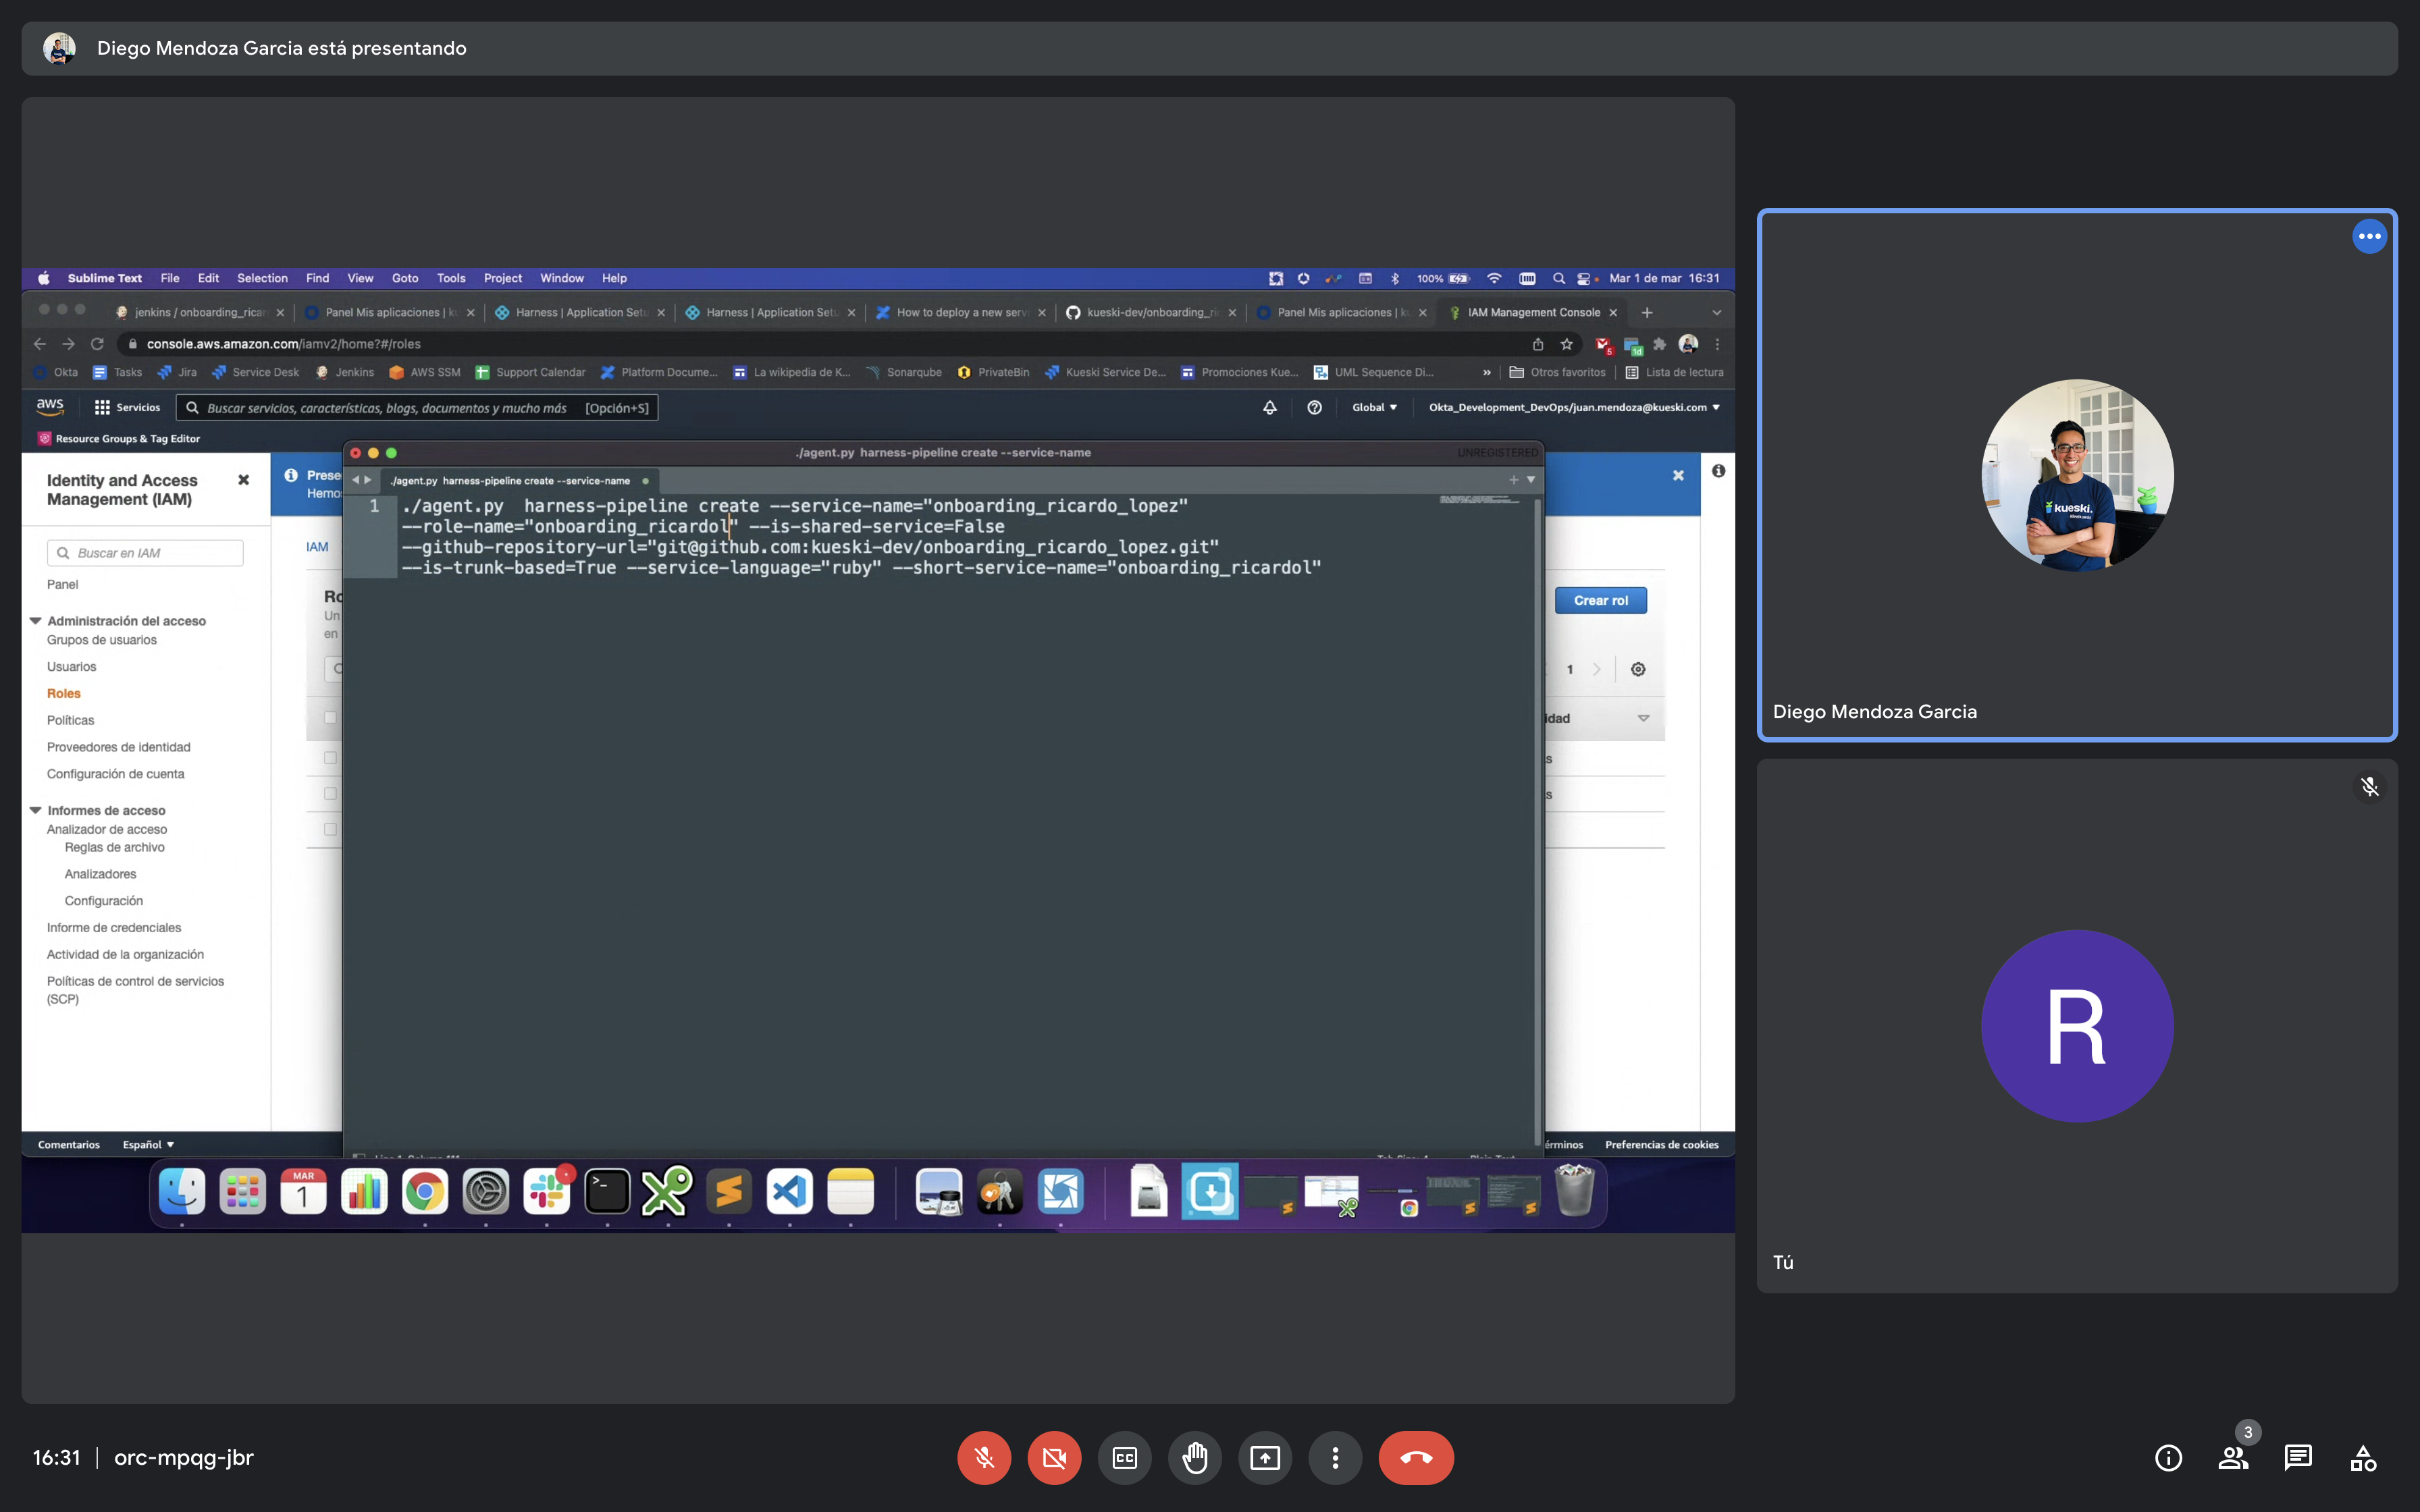 Diego Mendoza Garcia está presentando
Sublime Text File Edit Selection Find View Goto Tools Project Window Help
100% Mar 1 de mar 16:31
jenkins / onboarding_ricar
Panel Mis aplicaciones | k
Harness | Application Setu
Harness | Application Setu
How to deploy a new serv
kueski-dev/onboarding_ri
Panel Mis aplicaciones | k
IAM Management Console
console.aws.amazon.com/iamv2/home?#/roles
5
1d
Okta Tasks Jira Service Desk Jenkins AWS SSM Support Calendar Platform Docume... La wikipedia de K... Sonarqube PrivateBin Kueski Service De... Promociones Kue... UML Sequence Di... » Otros favoritos Lista de lectura
aws Servicios Buscar servicios, características, blogs, documentos y mucho más [Opción+S] Global Okta_Development_DevOps/juan.mendoza@kueski.com
Resource Groups & Tag Editor
Identity and Access
Management (IAM)
Buscar en IAM
Panel
Administración del acceso
Grupos de usuarios
Usuarios
Roles
Políticas
Proveedores de identidad
Configuración de cuenta
Informes de acceso
Analizador de acceso
Reglas de archivo
Analizadores
Configuración
Informe de credenciales
Actividad de la organización
Políticas de control de servicios
(SCP)
Prese
Hemo
IAM
Ro
Un
en
./agent.py harness-pipeline create --service-name
UNREGISTERED
./agent.py harness-pipeline create --service-name
1
./agent.py  harness-pipeline create --service-name="onboarding_ricardo_lopez"
--role-name="onboarding_ricardol" --is-shared-service=False
--github-repository-url="git@github.com:kueski-dev/onboarding_ricardo_lopez.git"
--is-trunk-based=True --service-language="ruby" --short-service-name="onboarding_ricardol"
Crear rol
1
idad
s
s
Comentarios Español
érminos Preferencias de cookies
MAR
1
kueski.
Diego Mendoza Garcia
R
Tú
16:31 | orc-mpqg-jbr
CC
3